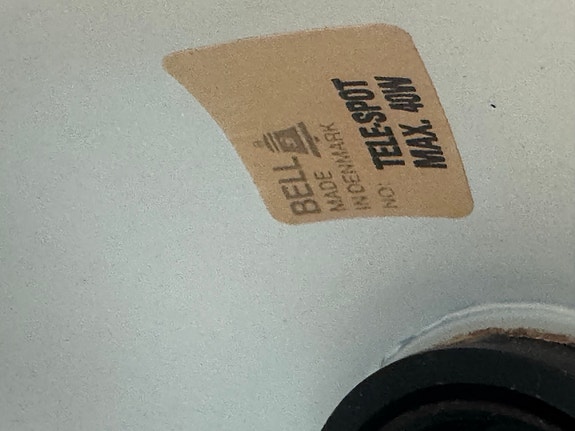 BELL
MADE
IN DENMARK
NO: TELE-SPOT
MAX. 40W